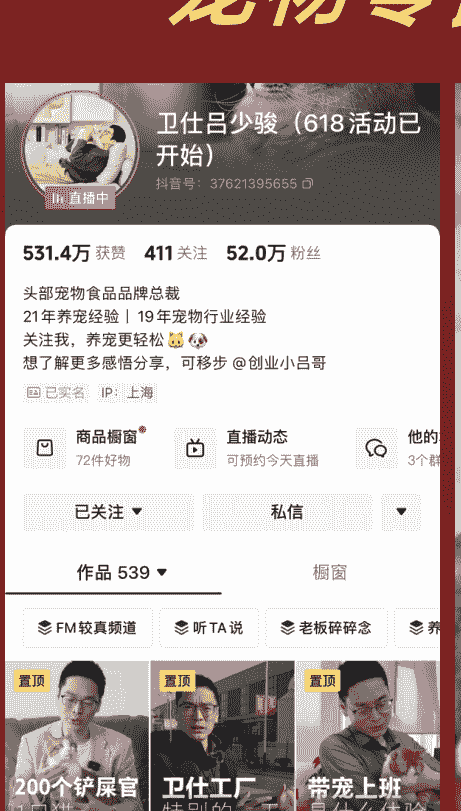 宠物专
卫仕吕少骏（618活动已
开始）
抖音号：37621395655
直播中
531.4万 获赞 411 关注 52.0万 粉丝
头部宠物食品品牌总裁
21年养宠经验｜19年宠物行业经验
关注我，养宠更轻松🐱🐶
想了解更多感悟分享，可移步 @创业小吕哥
已实名 IP：上海
商品橱窗 直播动态 他的
72件好物 可预约今天直播 3个群
已关注 私信
作品 539 橱窗
FM较真频道 听TA说 老板碎碎念 养
置顶 置顶 置顶
200个铲屎官 卫仕工厂 带宠上班